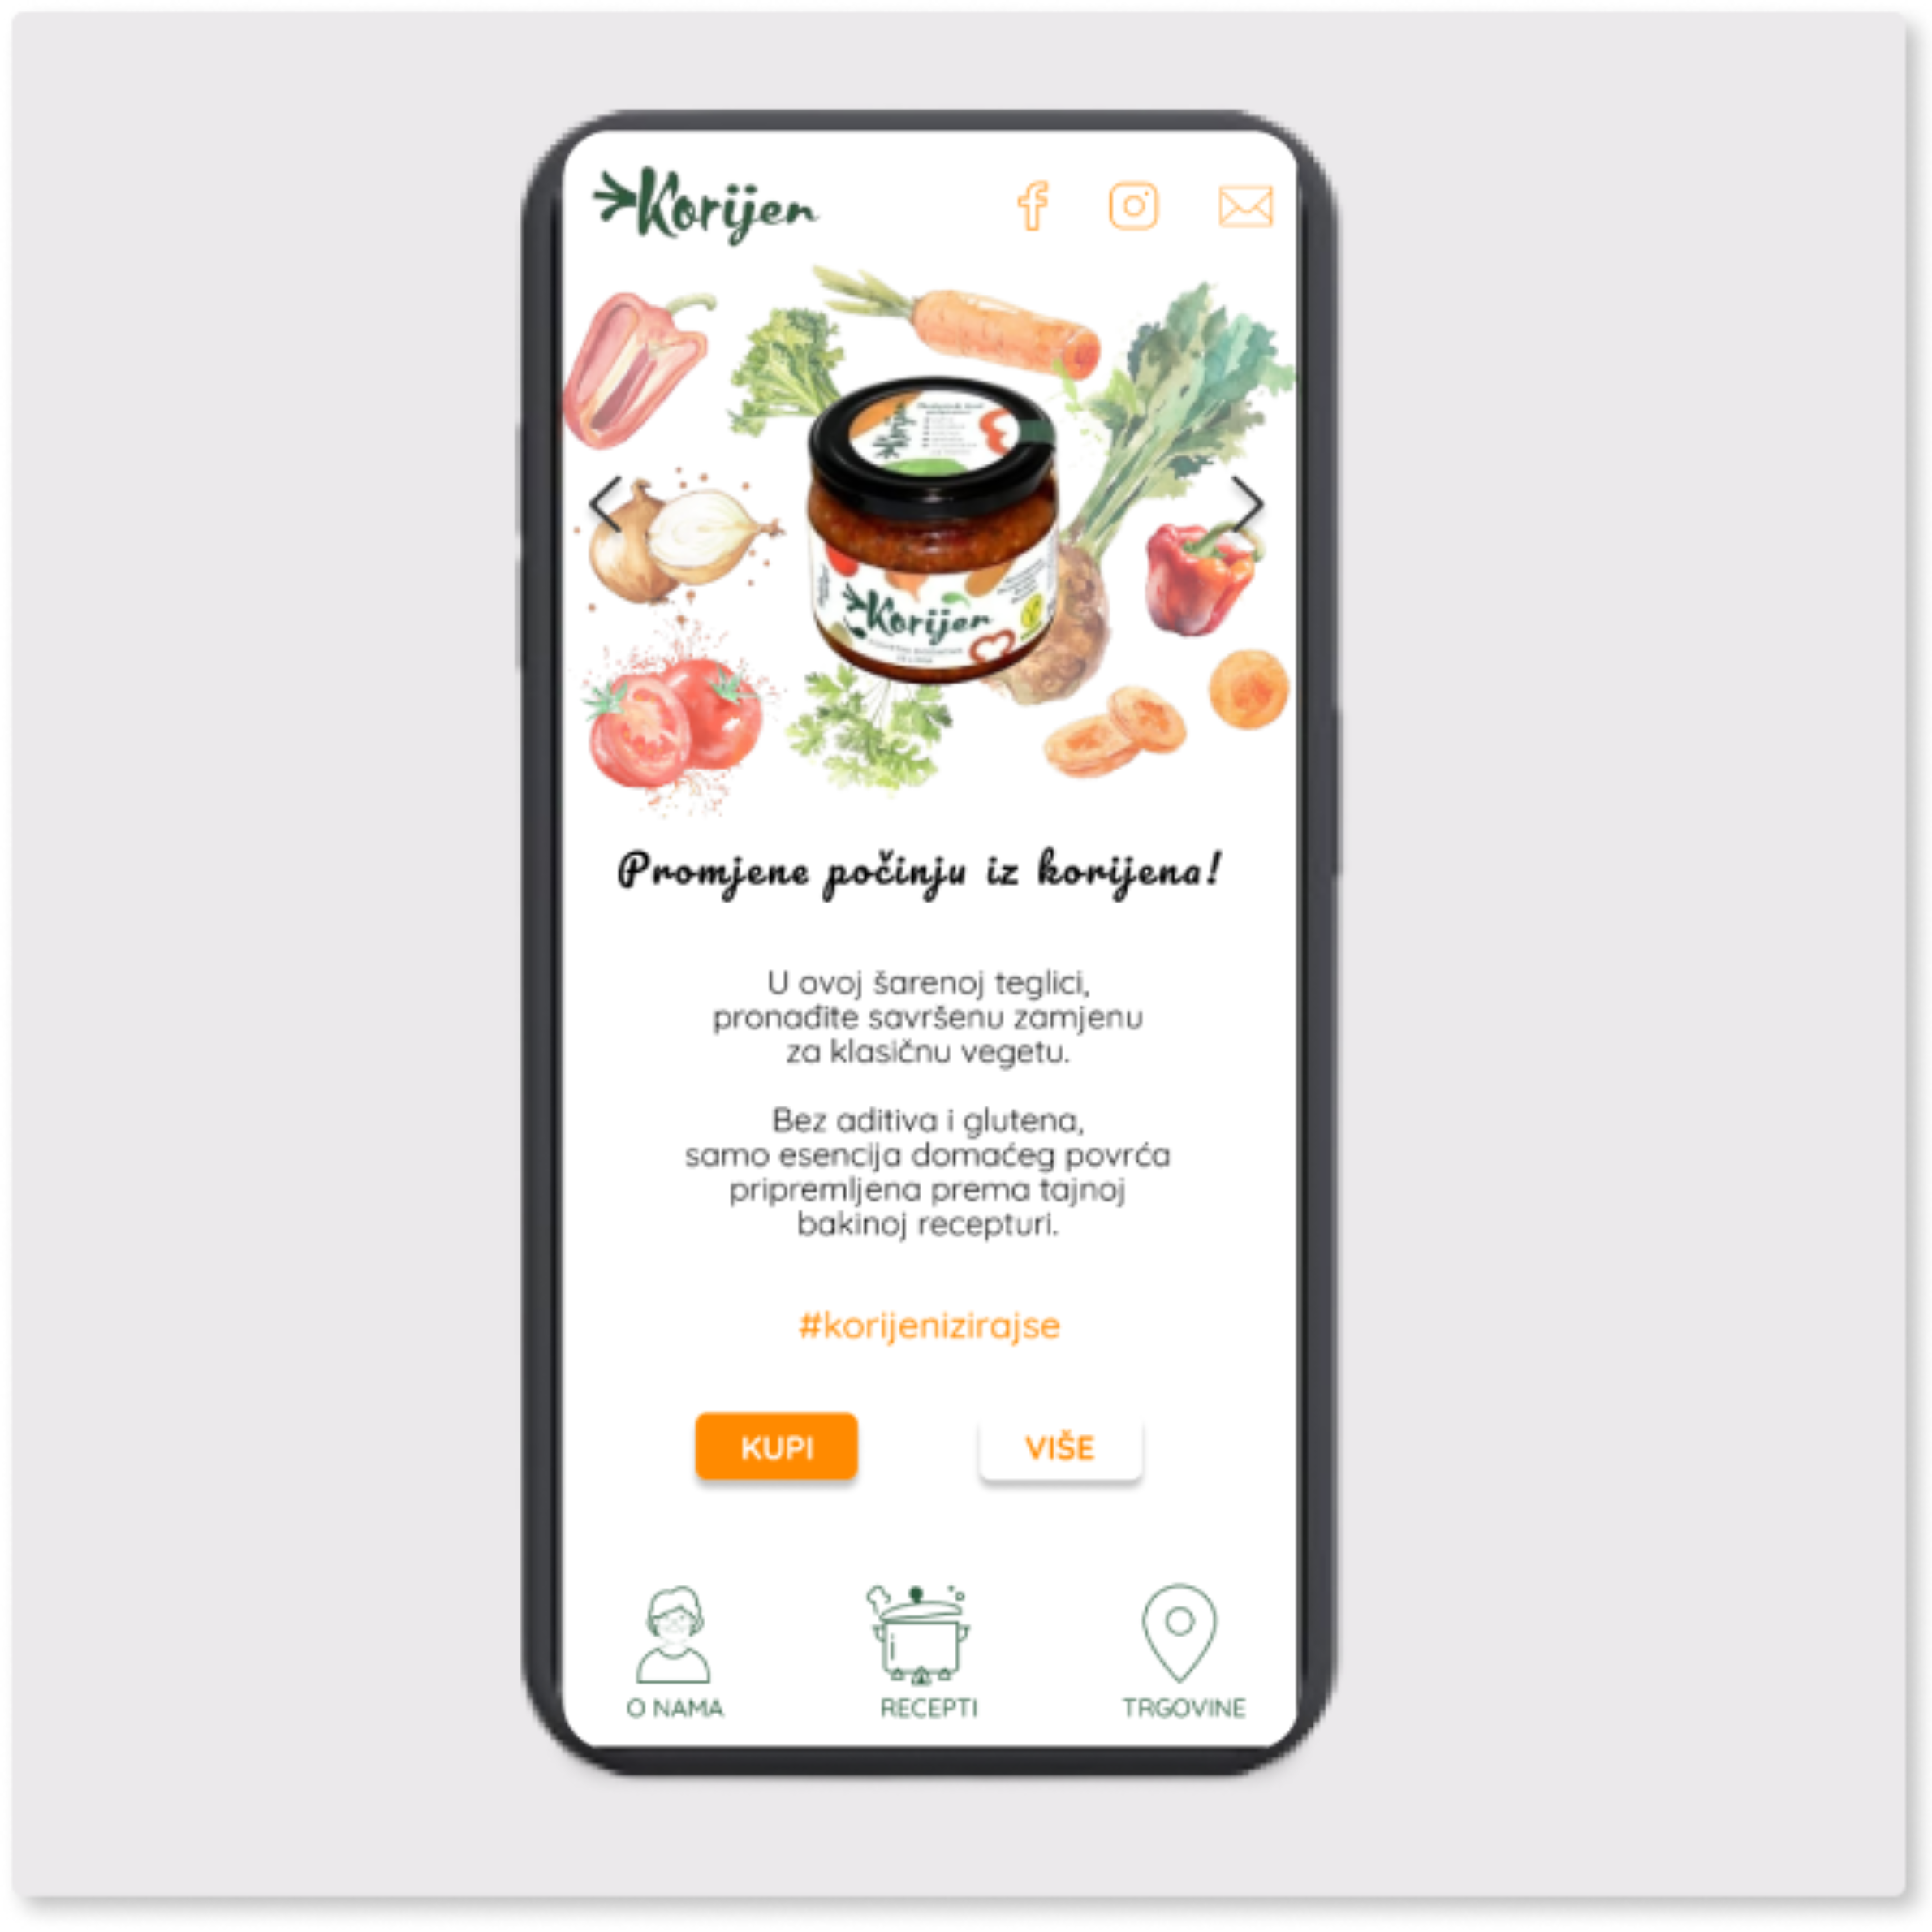 Korijen
Korijen
Promjene počinju iz korijena!
U ovoj šarenoj teglici,
pronađite savršenu zamjenu
za klasičnu vegetu.
Bez aditiva i glutena,
samo esencija domaćeg povrća
pripremljena prema tajnoj
bakinoj recepturi.
#korijenizirajse
KUPI
VIŠE
O NAMA
RECEPTI
TRGOVINE